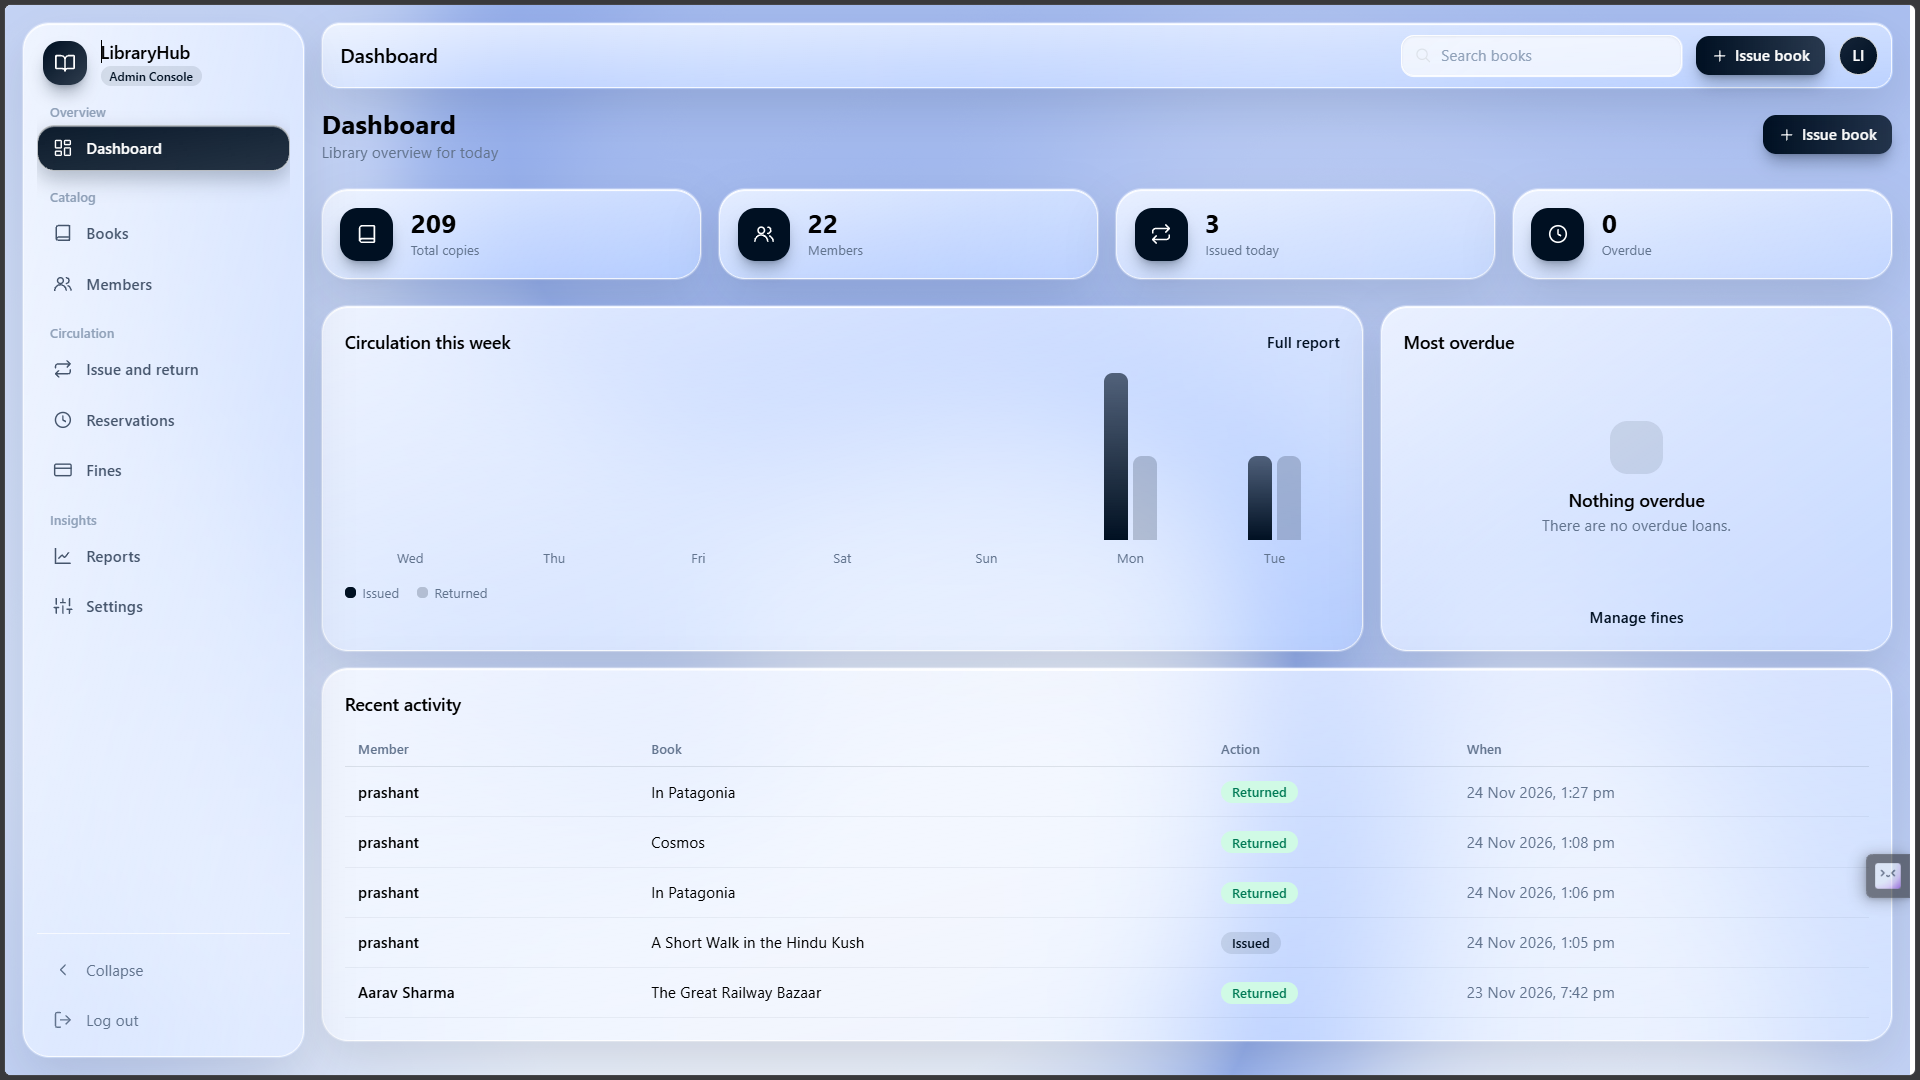 LibraryHub
Admin Console
Overview
Dashboard
Catalog
Books
Members
Circulation
Issue and return
Reservations
Fines
Insights
Reports
Settings
Collapse
Log out
Dashboard
Search books
+ Issue book
LI
Dashboard
Library overview for today
+ Issue book
209
Total copies
22
Members
3
Issued today
0
Overdue
Circulation this week
Full report
Wed Thu Fri Sat Sun Mon Tue
Issued Returned
Most overdue
Nothing overdue
There are no overdue loans.
Manage fines
Recent activity
Member Book Action When
prashant In Patagonia Returned 24 Nov 2026, 1:27 pm
prashant Cosmos Returned 24 Nov 2026, 1:08 pm
prashant In Patagonia Returned 24 Nov 2026, 1:06 pm
prashant A Short Walk in the Hindu Kush Issued 24 Nov 2026, 1:05 pm
Aarav Sharma The Great Railway Bazaar Returned 23 Nov 2026, 7:42 pm